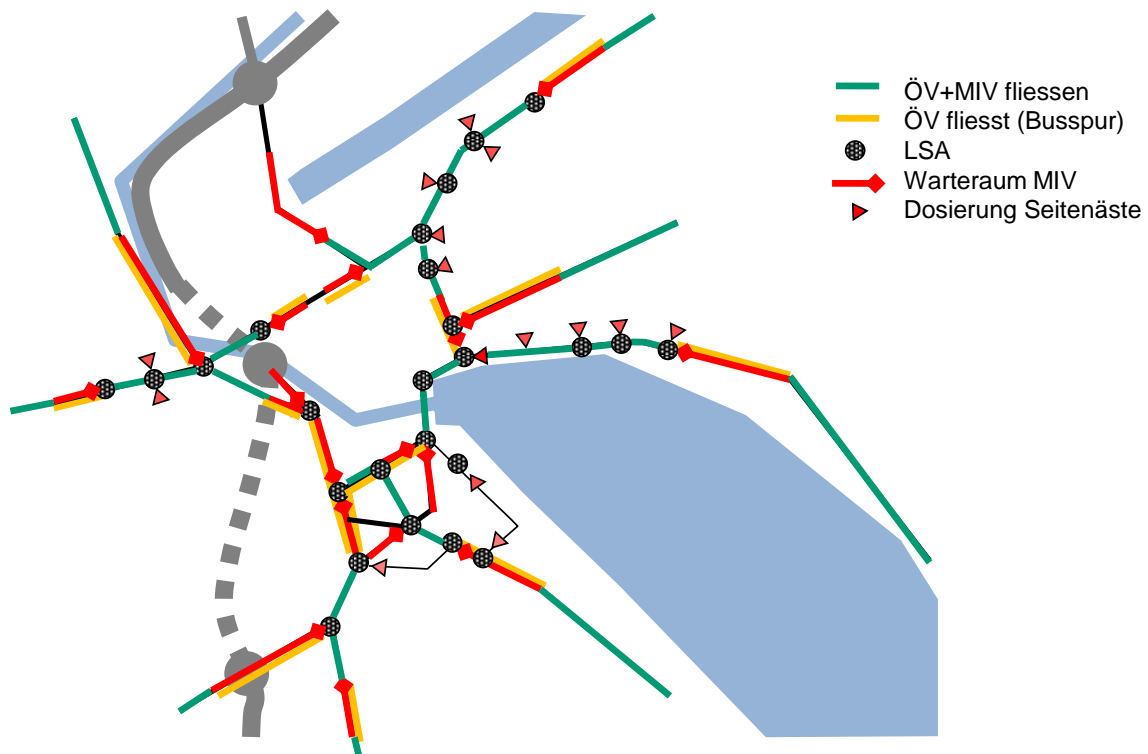 ÖV+MIV fliessen
ÖV fliesst (Busspur)
LSA
Warteraum MIV
Dosierung Seitenäste